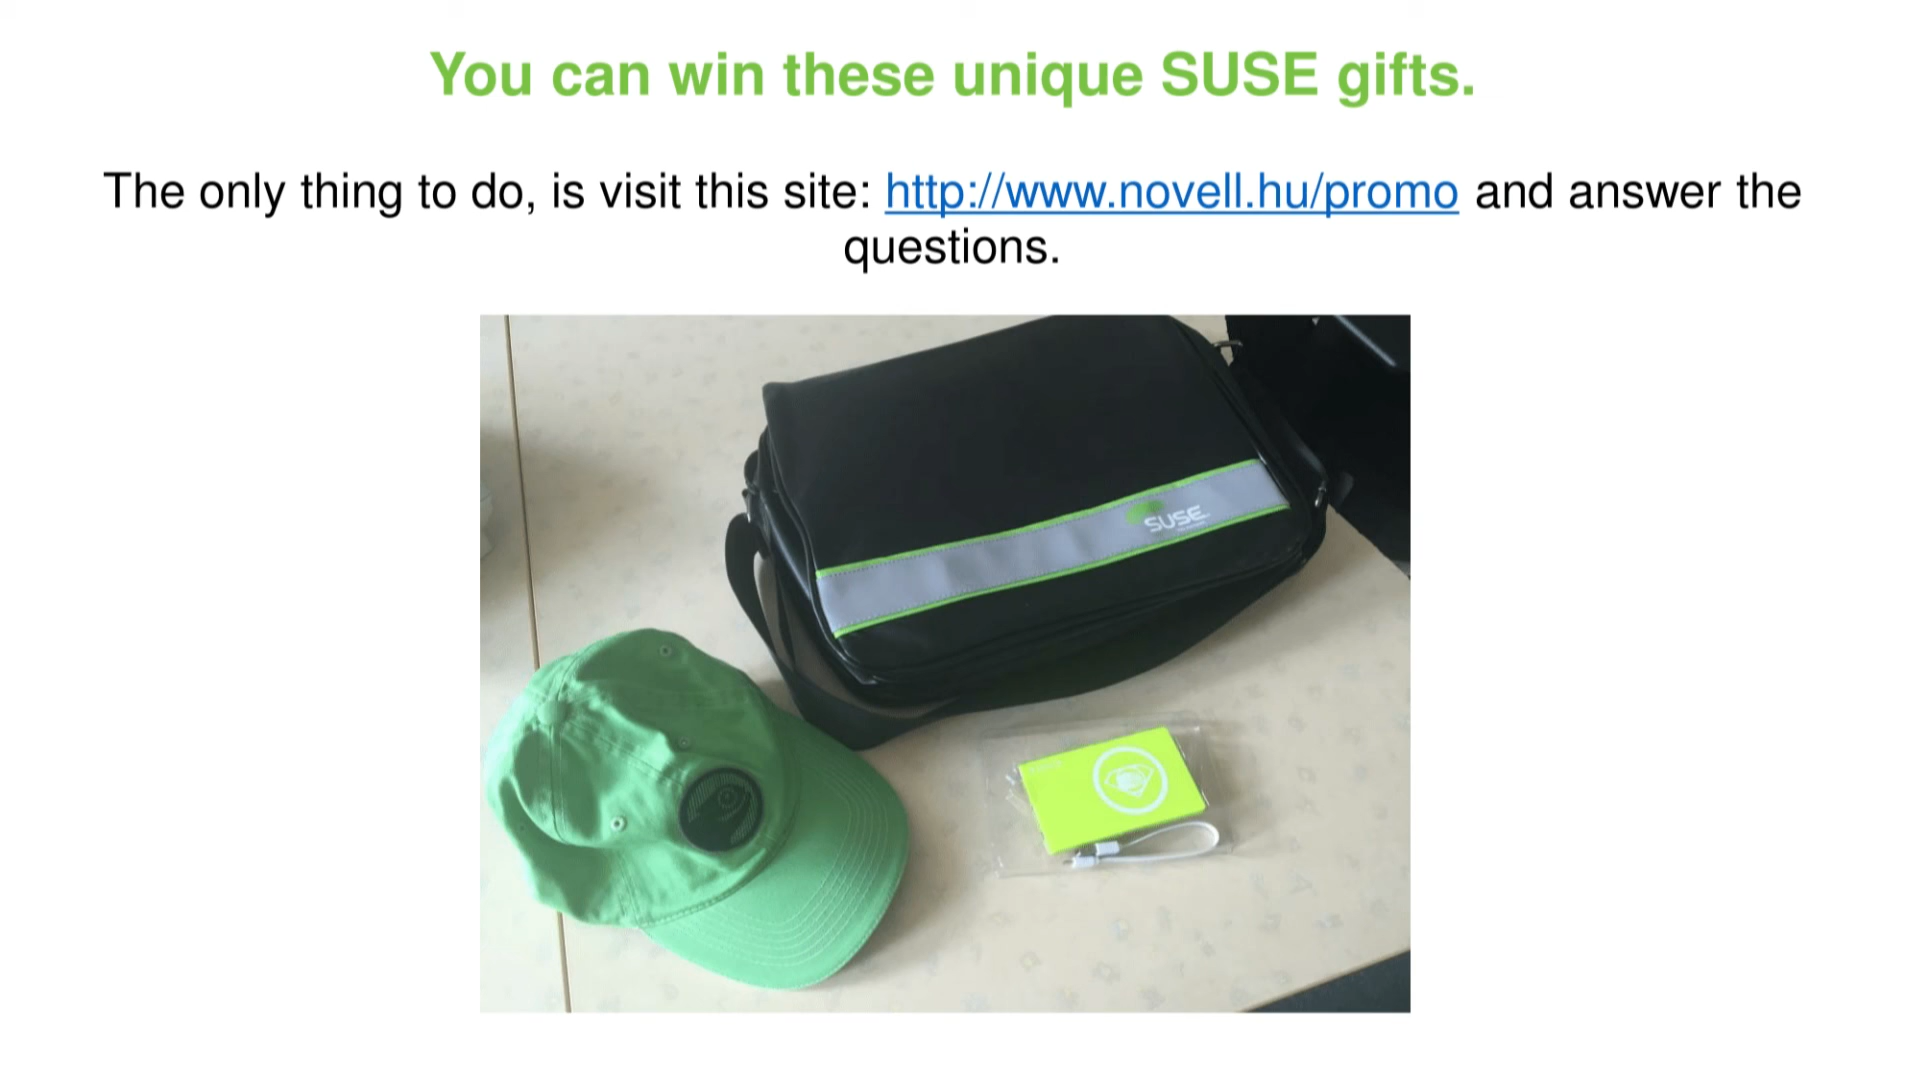 You can win these unique SUSE gifts.
The only thing to do, is visit this site: http://www.novell.hu/promo and answer the
questions.
SUSE